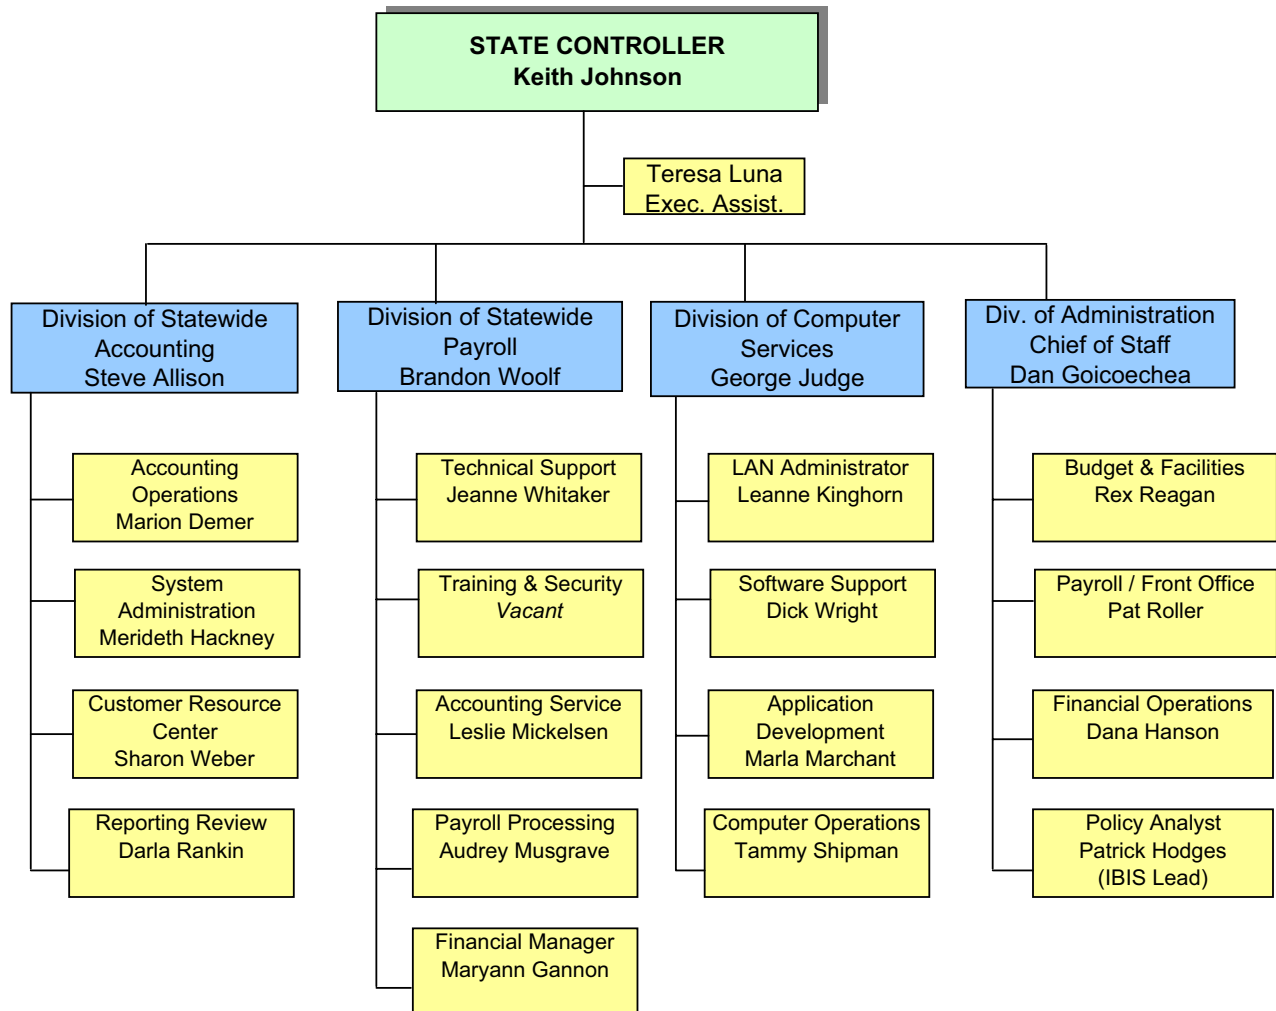 STATE CONTROLLER
Keith Johnson
Teresa Luna
Exec. Assist.
Division of Statewide
Accounting
Steve Allison
Division of Statewide
Payroll
Brandon Woolf
Division of Computer
Services
George Judge
Div. of Administration
Chief of Staff
Dan Goicoechea
Accounting
Operations
Marion Demer
System
Administration
Merideth Hackney
Customer Resource
Center
Sharon Weber
Reporting Review
Darla Rankin
Technical Support
Jeanne Whitaker
Training & Security
Vacant
Accounting Service
Leslie Mickelsen
Payroll Processing
Audrey Musgrave
Financial Manager
Maryann Gannon
LAN Administrator
Leanne Kinghorn
Software Support
Dick Wright
Application
Development
Marla Marchant
Computer Operations
Tammy Shipman
Budget & Facilities
Rex Reagan
Payroll / Front Office
Pat Roller
Financial Operations
Dana Hanson
Policy Analyst
Patrick Hodges
(IBIS Lead)